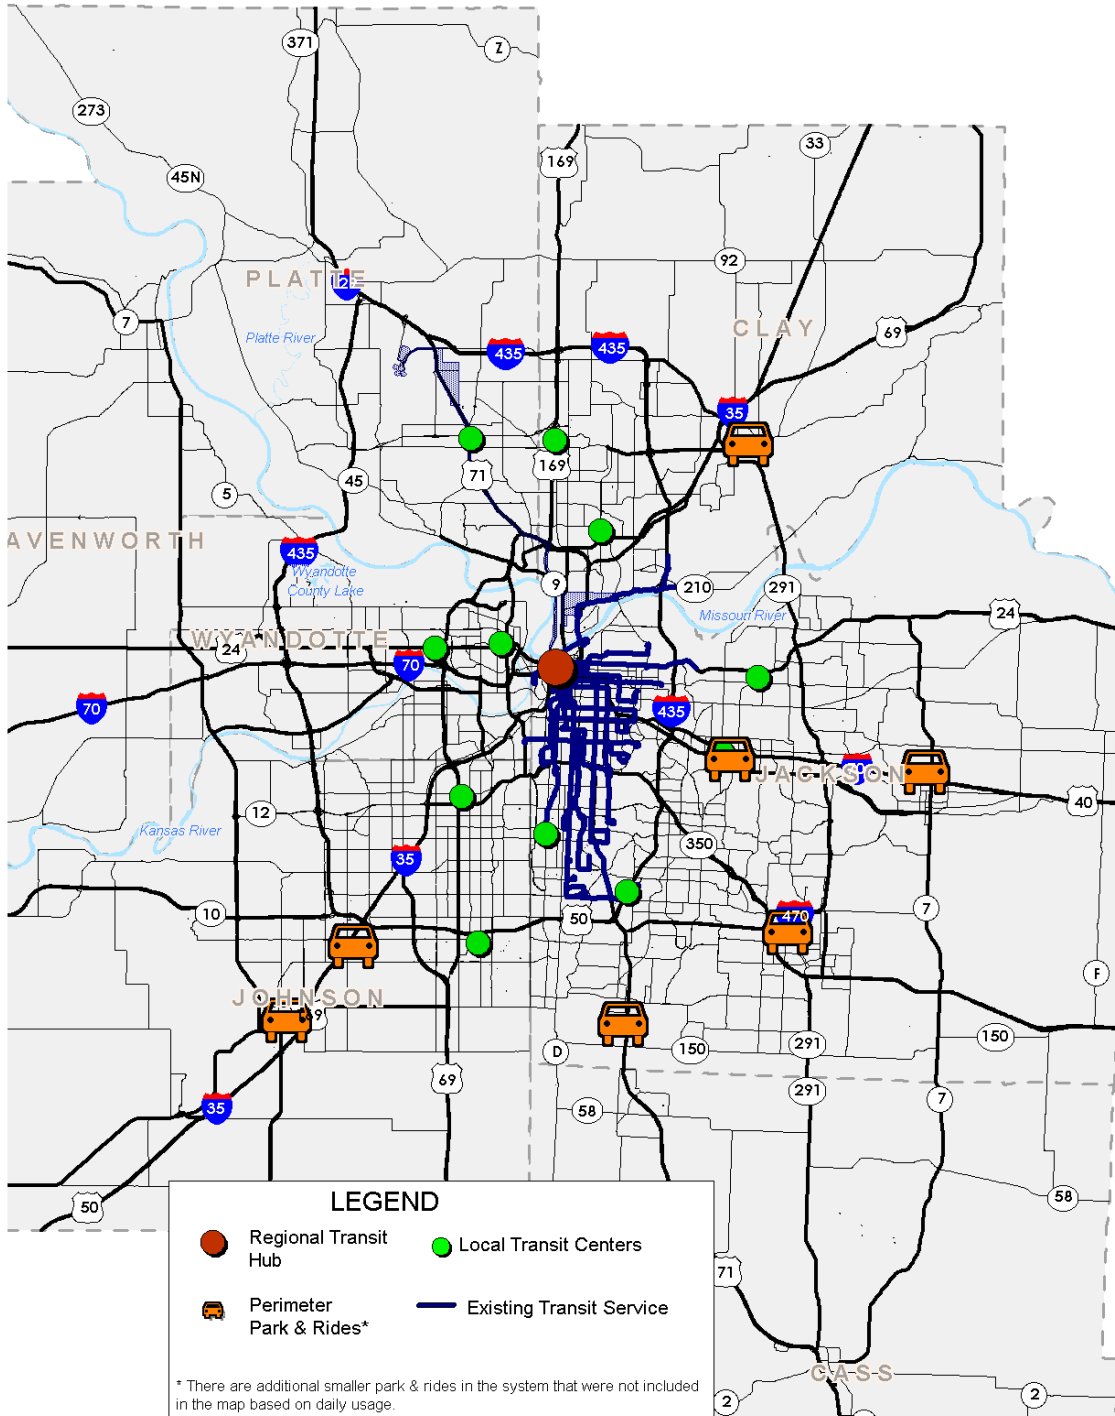 371
Z
273
33
169
45N
92
PLATTE
2
CLAY
7
69
Platte River
435
435
35
71
169
45
5
AVENWORTH
435
Wyandotte
County Lake
9
210
291
Missouri River
24
WYANDOTTE
24
70
70
435
JACKSON
40
12
Kansas River
350
35
10
50
470
7
F
JOHNSON
69
D
150
291
150
69
291
7
35
58
58
50
LEGEND
Regional Transit
Hub
Local Transit Centers
71
Perimeter
Park & Rides*
Existing Transit Service
CASS
* There are additional smaller park & rides in the system that were not included
in the map based on daily usage.
2
2